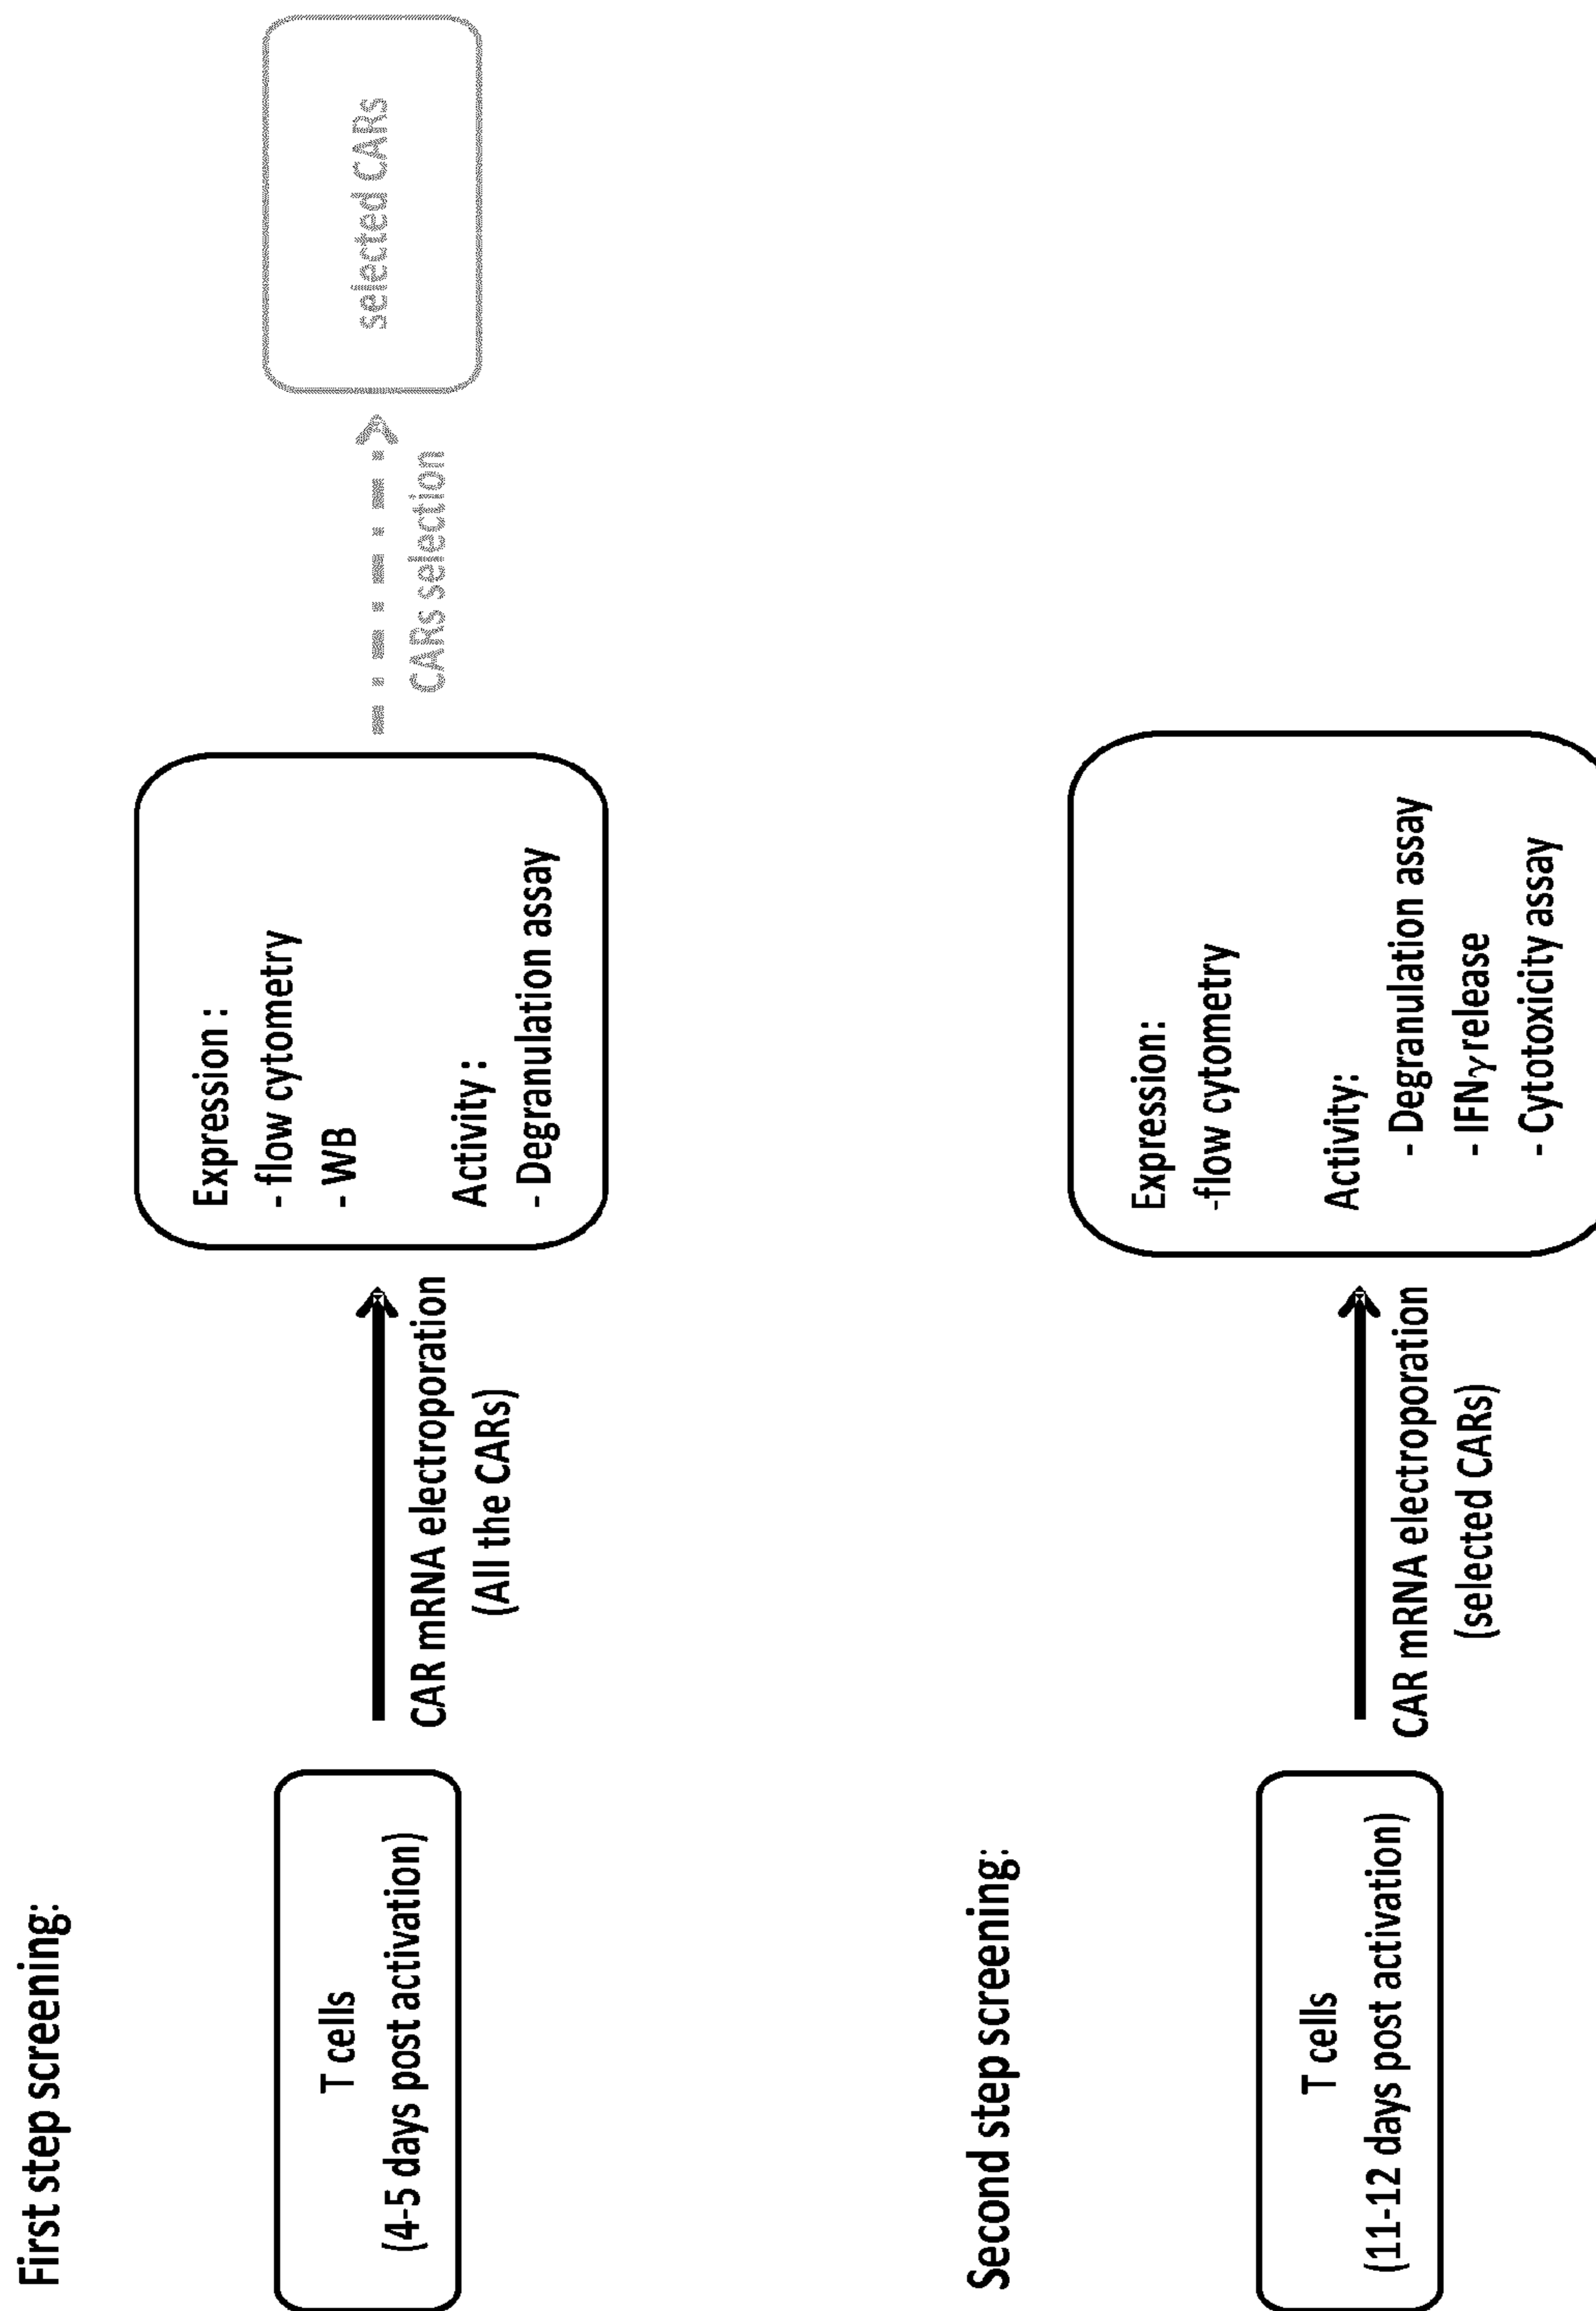 First step screening:
T cells
(4-5 days post activation)
CAR mRNA electroporation
(All the CARs)
Expression :
- flow cytometry
- WB
Activity :
- Degranulation assay
CARs selection
selected CARs
Second step screening:
T cells
(11-12 days post activation)
CAR mRNA electroporation
(selected CARs)
Expression:
-flow cytometry
Activity:
- Degranulation assay
- IFNγ release
- Cytotoxicity assay